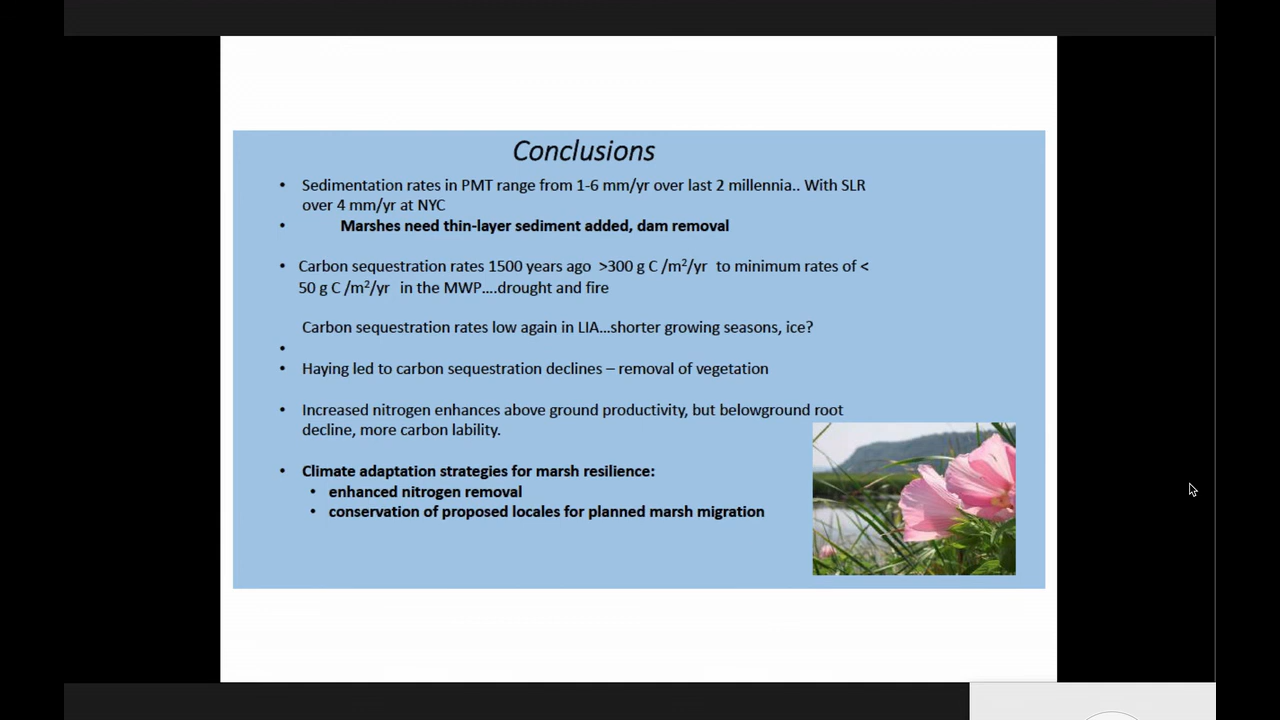 Conclusions
• Sedimentation rates in PMT range from 1-6 mm/yr over last 2 millennia.. With SLR
over 4 mm/yr at NYC
• Marshes need thin-layer sediment added, dam removal
• Carbon sequestration rates 1500 years ago >300 g C /m²/yr to minimum rates of <
50 g C /m²/yr in the MWP....drought and fire
Carbon sequestration rates low again in LIA...shorter growing seasons, ice?
•
• Haying led to carbon sequestration declines – removal of vegetation
• Increased nitrogen enhances above ground productivity, but belowground root
decline, more carbon lability.
• Climate adaptation strategies for marsh resilience:
• enhanced nitrogen removal
• conservation of proposed locales for planned marsh migration